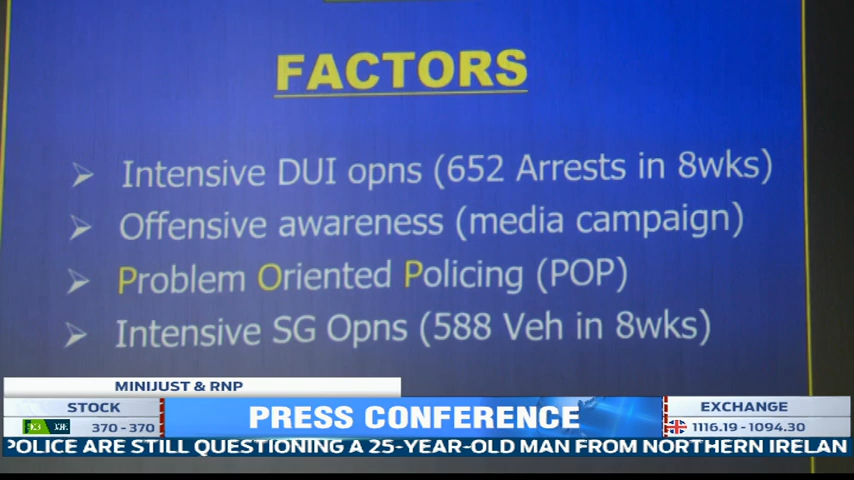 FACTORS
Intensive DUI opns (652 Arrests in 8wks)
Offensive awareness (media campaign)
Problem Oriented Policing (POP)
Intensive SG Opns (588 Veh in 8wks)
MINIJUST & RNP
STOCK
370 - 370
PRESS CONFERENCE
EXCHANGE
1116.19 - 1094.30
POLICE ARE STILL QUESTIONING A 25-YEAR-OLD MAN FROM NORTHERN IRELAN